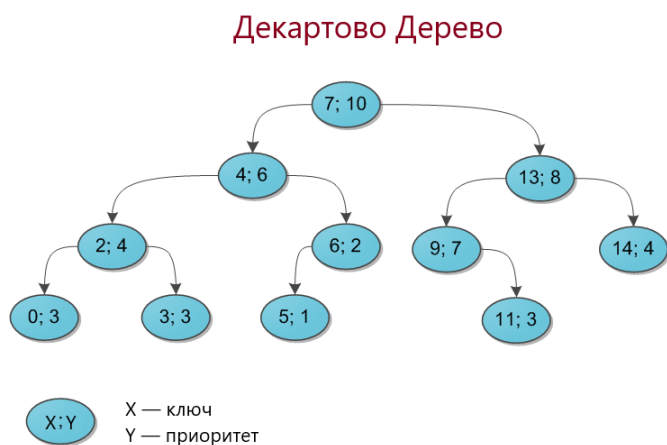 Декартово Дерево
7; 10
4; 6
13; 8
2; 4
6; 2
9; 7
14; 4
0; 3
3; 3
5; 1
11; 3
X;Y
X — ключ
Y — приоритет